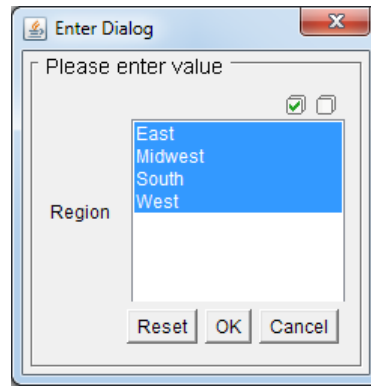 Enter Dialog
Please enter value
East
Midwest
South
West
Region
Reset OK Cancel